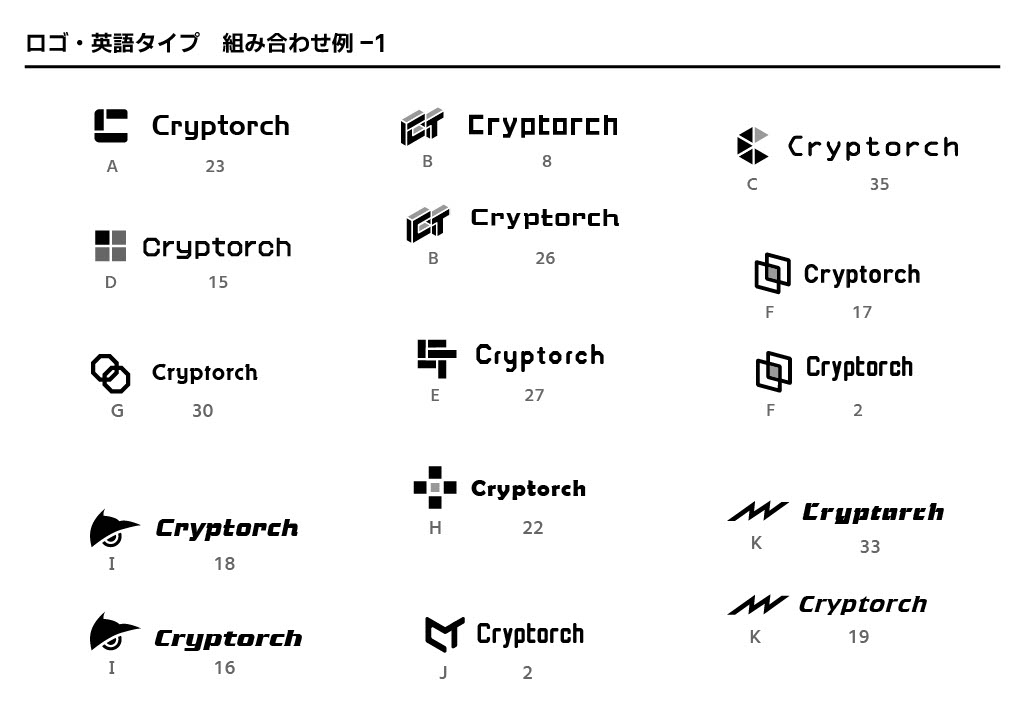 ロゴ・英語タイプ　組み合わせ例 −1
Cryptorch
A 23
Cryptorch
B 8
Cryptorch
C 35
Cryptorch
D 15
Cryptorch
B 26
Cryptorch
F 17
Cryptorch
G 30
Cryptorch
E 27
Cryptorch
F 2
Cryptorch
H 22
Cryptorch
I 18
Cryptorch
K 33
Cryptorch
I 16
Cryptorch
J 2
Cryptorch
K 19